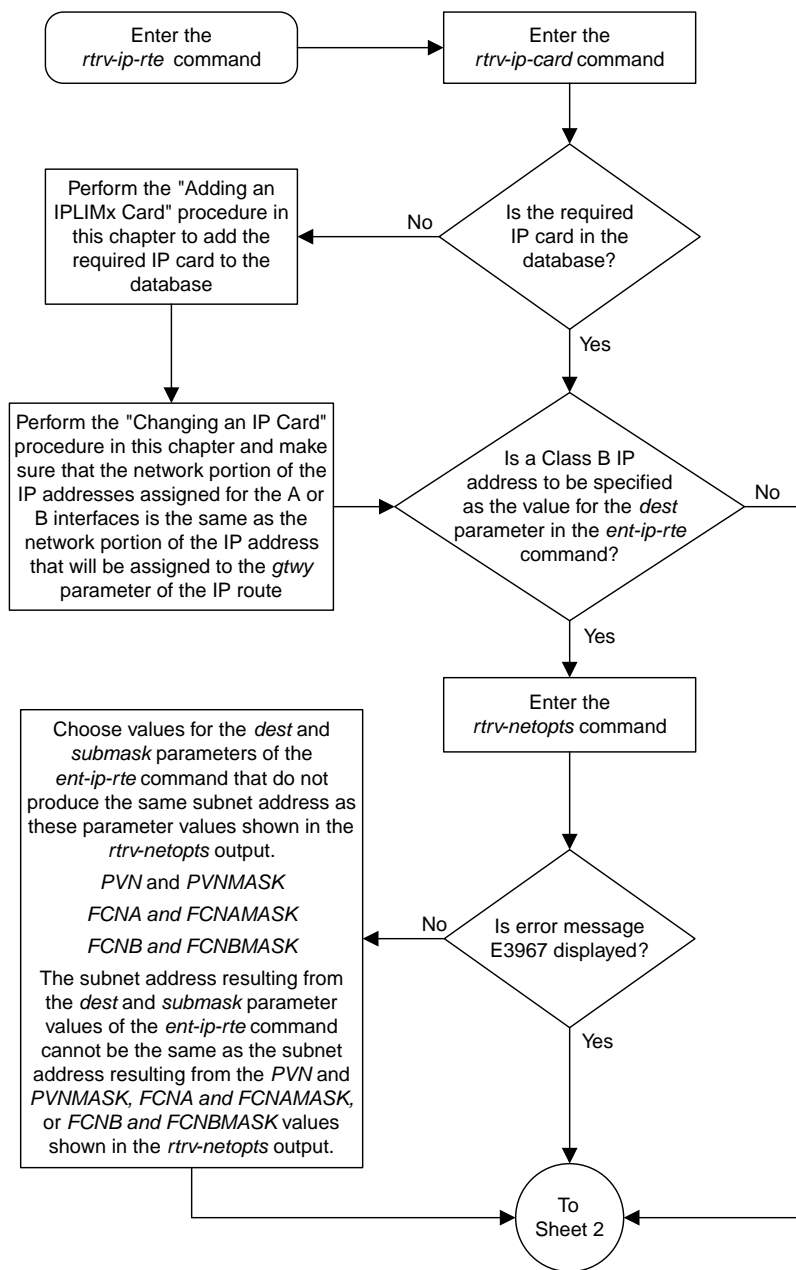 Enter the
rtrv-ip-rte command
Enter the
rtrv-ip-card command
Is the required
IP card in the
database?
No
Yes
Perform the "Adding an
IPLIMx Card" procedure in
this chapter to add the
required IP card to the
database
Perform the "Changing an IP Card"
procedure in this chapter and make
sure that the network portion of the
IP addresses assigned for the A or
B interfaces is the same as the
network portion of the IP address
that will be assigned to the gtwy
parameter of the IP route
Is a Class B IP
address to be specified
as the value for the dest
parameter in the ent-ip-rte
command?
No
Yes
Enter the
rtrv-netopts command
Is error message
E3967 displayed?
No
Yes
Choose values for the dest and
submask parameters of the
ent-ip-rte command that do not
produce the same subnet address as
these parameter values shown in the
rtrv-netopts output.
PVN and PVNMASK
FCNA and FCNAMASK
FCNB and FCNBMASK
The subnet address resulting from
the dest and submask parameter
values of the ent-ip-rte command
cannot be the same as the subnet
address resulting from the PVN and
PVNMASK, FCNA and FCNAMASK,
or FCNB and FCNBMASK values
shown in the rtrv-netopts output.
To
Sheet 2